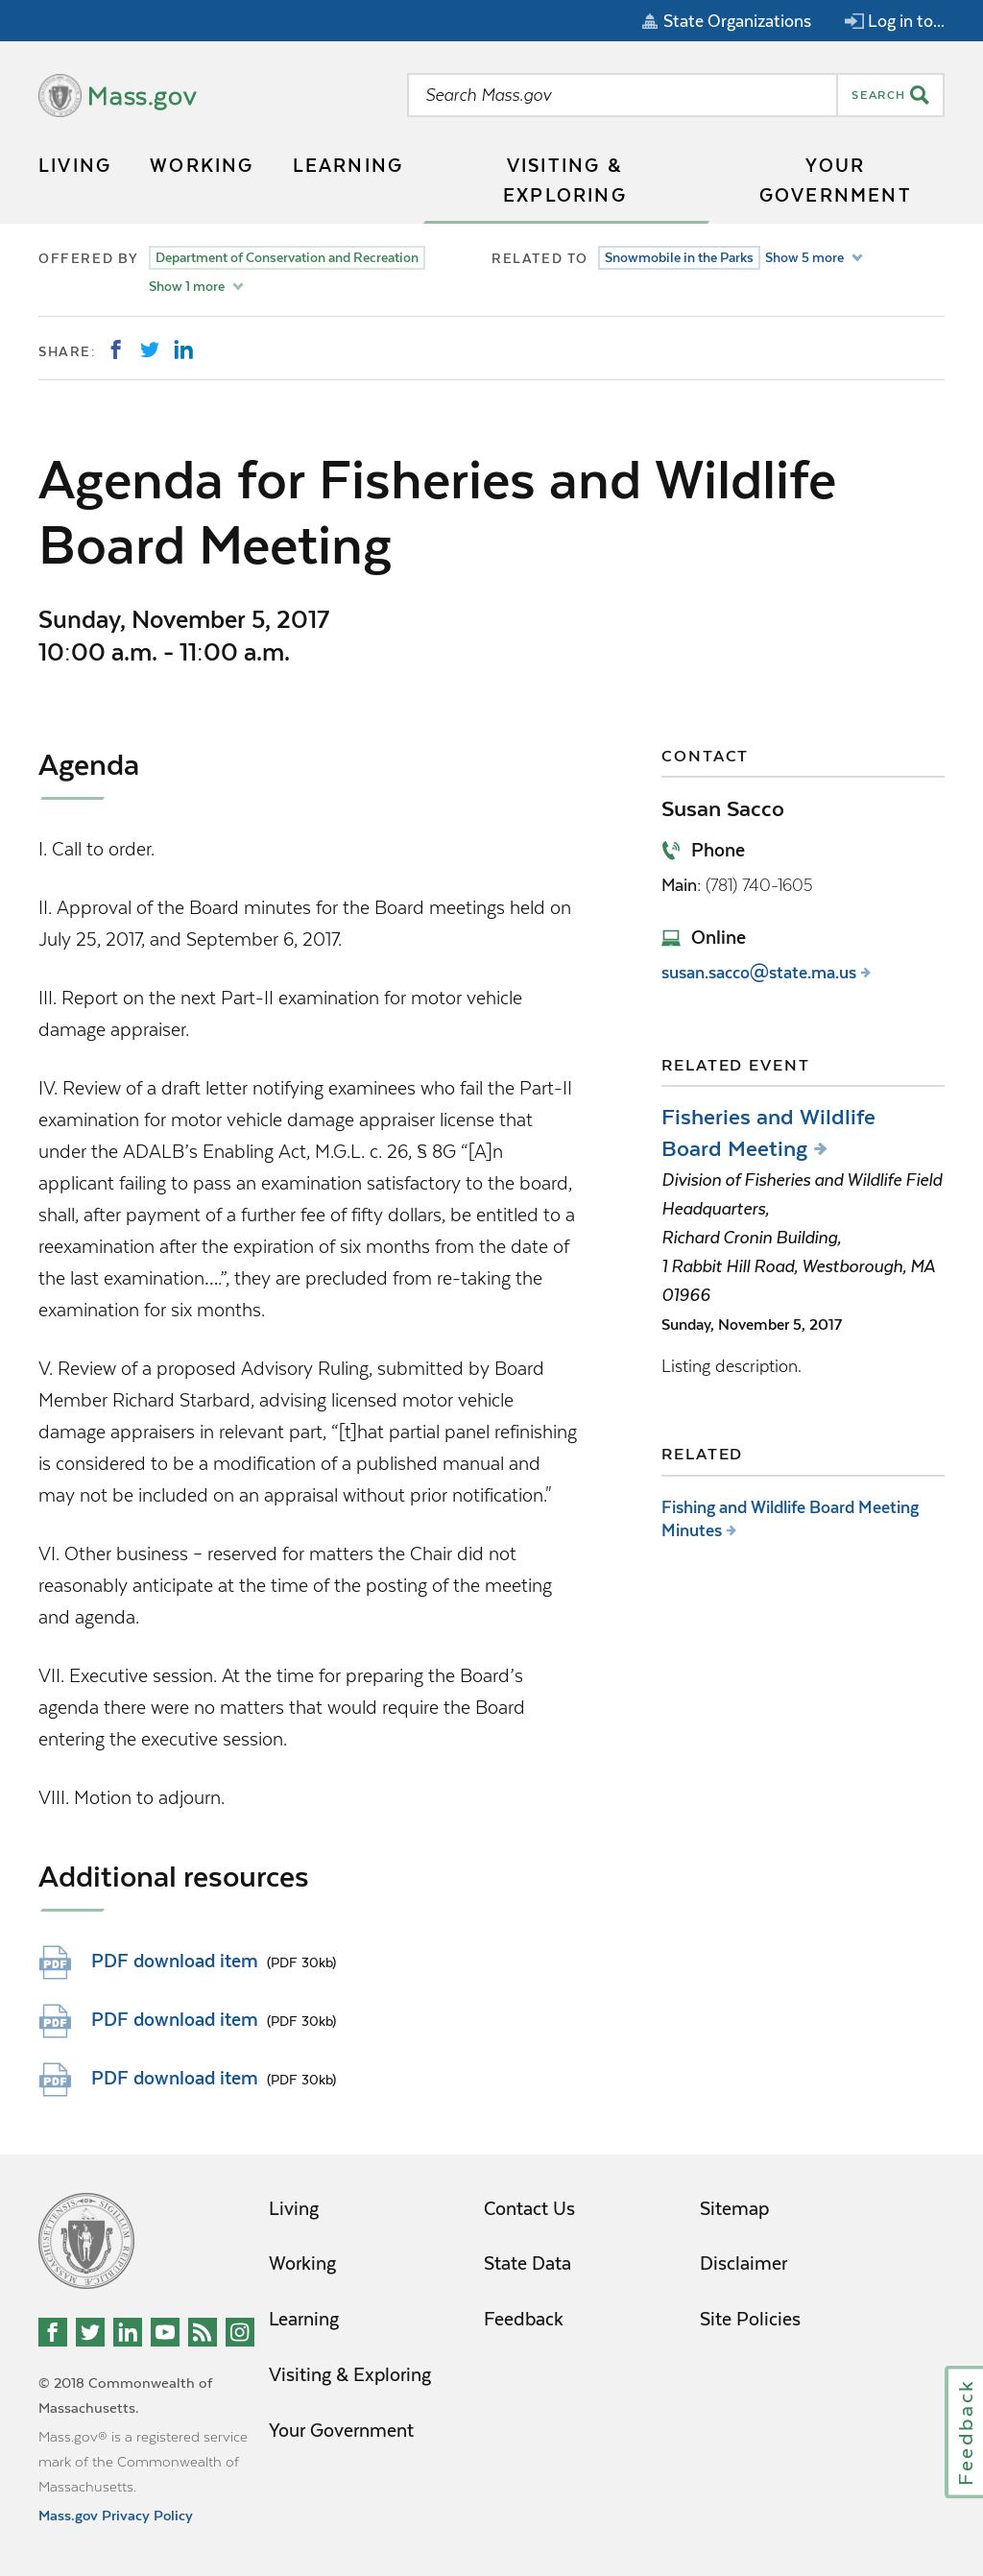 State Organizations
Log in to...
Mass.gov
Search Mass.gov
SEARCH
LIVING
WORKING
LEARNING
VISITING &
EXPLORING
YOUR
GOVERNMENT
OFFERED BY
Department of Conservation and Recreation
Show 1 more
RELATED TO
Snowmobile in the Parks
Show 5 more
SHARE:
Agenda for Fisheries and Wildlife
Board Meeting
Sunday, November 5, 2017
10:00 a.m. - 11:00 a.m.
Agenda
I. Call to order.
II. Approval of the Board minutes for the Board meetings held on
July 25, 2017, and September 6, 2017.
III. Report on the next Part-II examination for motor vehicle
damage appraiser.
IV. Review of a draft letter notifying examinees who fail the Part-II
examination for motor vehicle damage appraiser license that
under the ADALB’s Enabling Act, M.G.L. c. 26, § 8G “[A]n
applicant failing to pass an examination satisfactory to the board,
shall, after payment of a further fee of fifty dollars, be entitled to a
reexamination after the expiration of six months from the date of
the last examination….”, they are precluded from re-taking the
examination for six months.
V. Review of a proposed Advisory Ruling, submitted by Board
Member Richard Starbard, advising licensed motor vehicle
damage appraisers in relevant part, “[t]hat partial panel refinishing
is considered to be a modification of a published manual and
may not be included on an appraisal without prior notification."
VI. Other business – reserved for matters the Chair did not
reasonably anticipate at the time of the posting of the meeting
and agenda.
VII. Executive session. At the time for preparing the Board’s
agenda there were no matters that would require the Board
entering the executive session.
VIII. Motion to adjourn.
Additional resources
PDF
PDF download item (PDF 30kb)
PDF
PDF download item (PDF 30kb)
PDF
PDF download item (PDF 30kb)
CONTACT
Susan Sacco
Phone
Main: (781) 740-1605
Online
susan.sacco@state.ma.us
RELATED EVENT
Fisheries and Wildlife
Board Meeting
Division of Fisheries and Wildlife Field
Headquarters,
Richard Cronin Building,
1 Rabbit Hill Road, Westborough, MA
01966
Sunday, November 5, 2017
Listing description.
RELATED
Fishing and Wildlife Board Meeting
Minutes
© 2018 Commonwealth of
Massachusetts.
Mass.gov® is a registered service
mark of the Commonwealth of
Massachusetts.
Mass.gov Privacy Policy
Living
Working
Learning
Visiting & Exploring
Your Government
Contact Us
State Data
Feedback
Sitemap
Disclaimer
Site Policies
Feedback